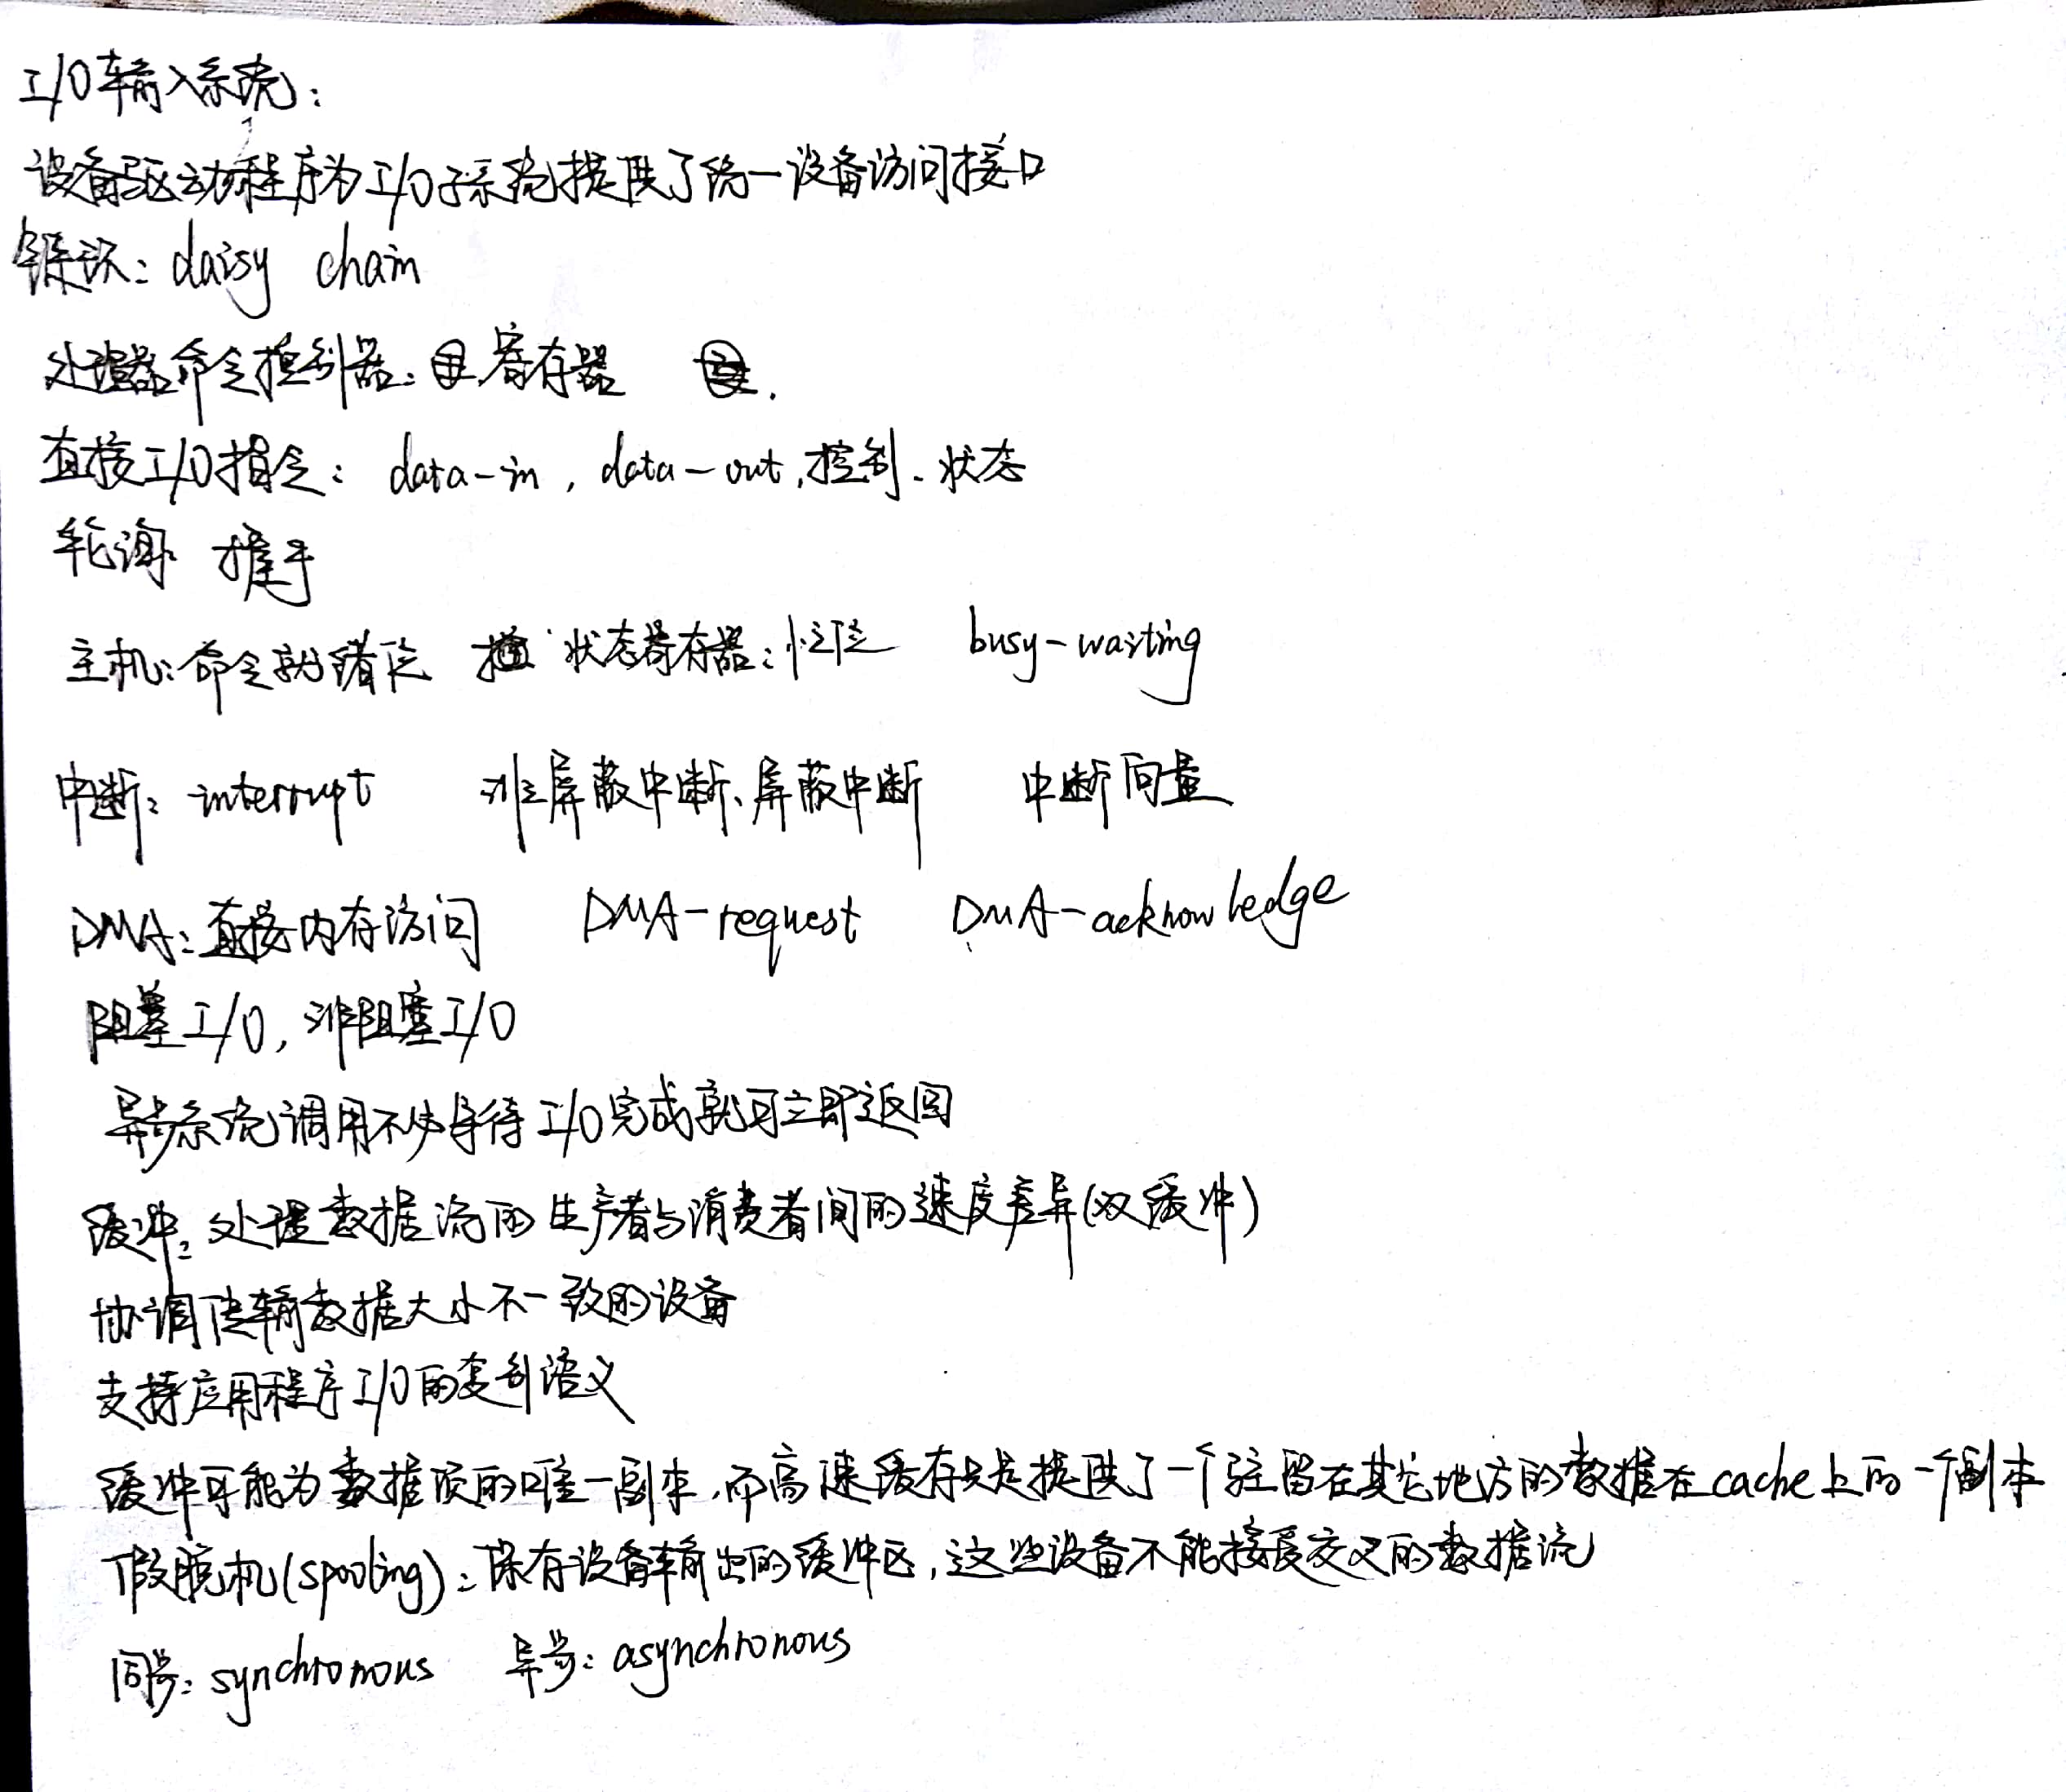 I/O输入系统:
设备驱动程序为I/O子系统提供了统一设备访问接口
daisy chain
处理器命令控制器: 寄存器
直接I/O指令: data-in, data-out, 控制、状态
轮询 握手
主机: 命令就绪位 状态寄存器: 忙位 busy-waiting
中断: interrupt 非屏蔽中断、屏蔽中断 中断向量
DMA: 直接内存访问 DMA-request DMA-acknowledge
阻塞I/O, 非阻塞I/O
异步系统调用不必等待I/O完成就可立即返回
缓冲: 处理数据流的生产者与消费者间的速度差异(双缓冲)
协调传输数据大小不一致的设备
支持应用程序I/O的复制语义
缓冲可能为数据项的唯一副本,而高速缓存只是提供了一个驻留在其它地方的数据在cache上的一个副本
假脱机(spooling): 保存设备输出的缓冲区,这些设备不能接受交叉的数据流
同步: synchronous 异步: asynchronous